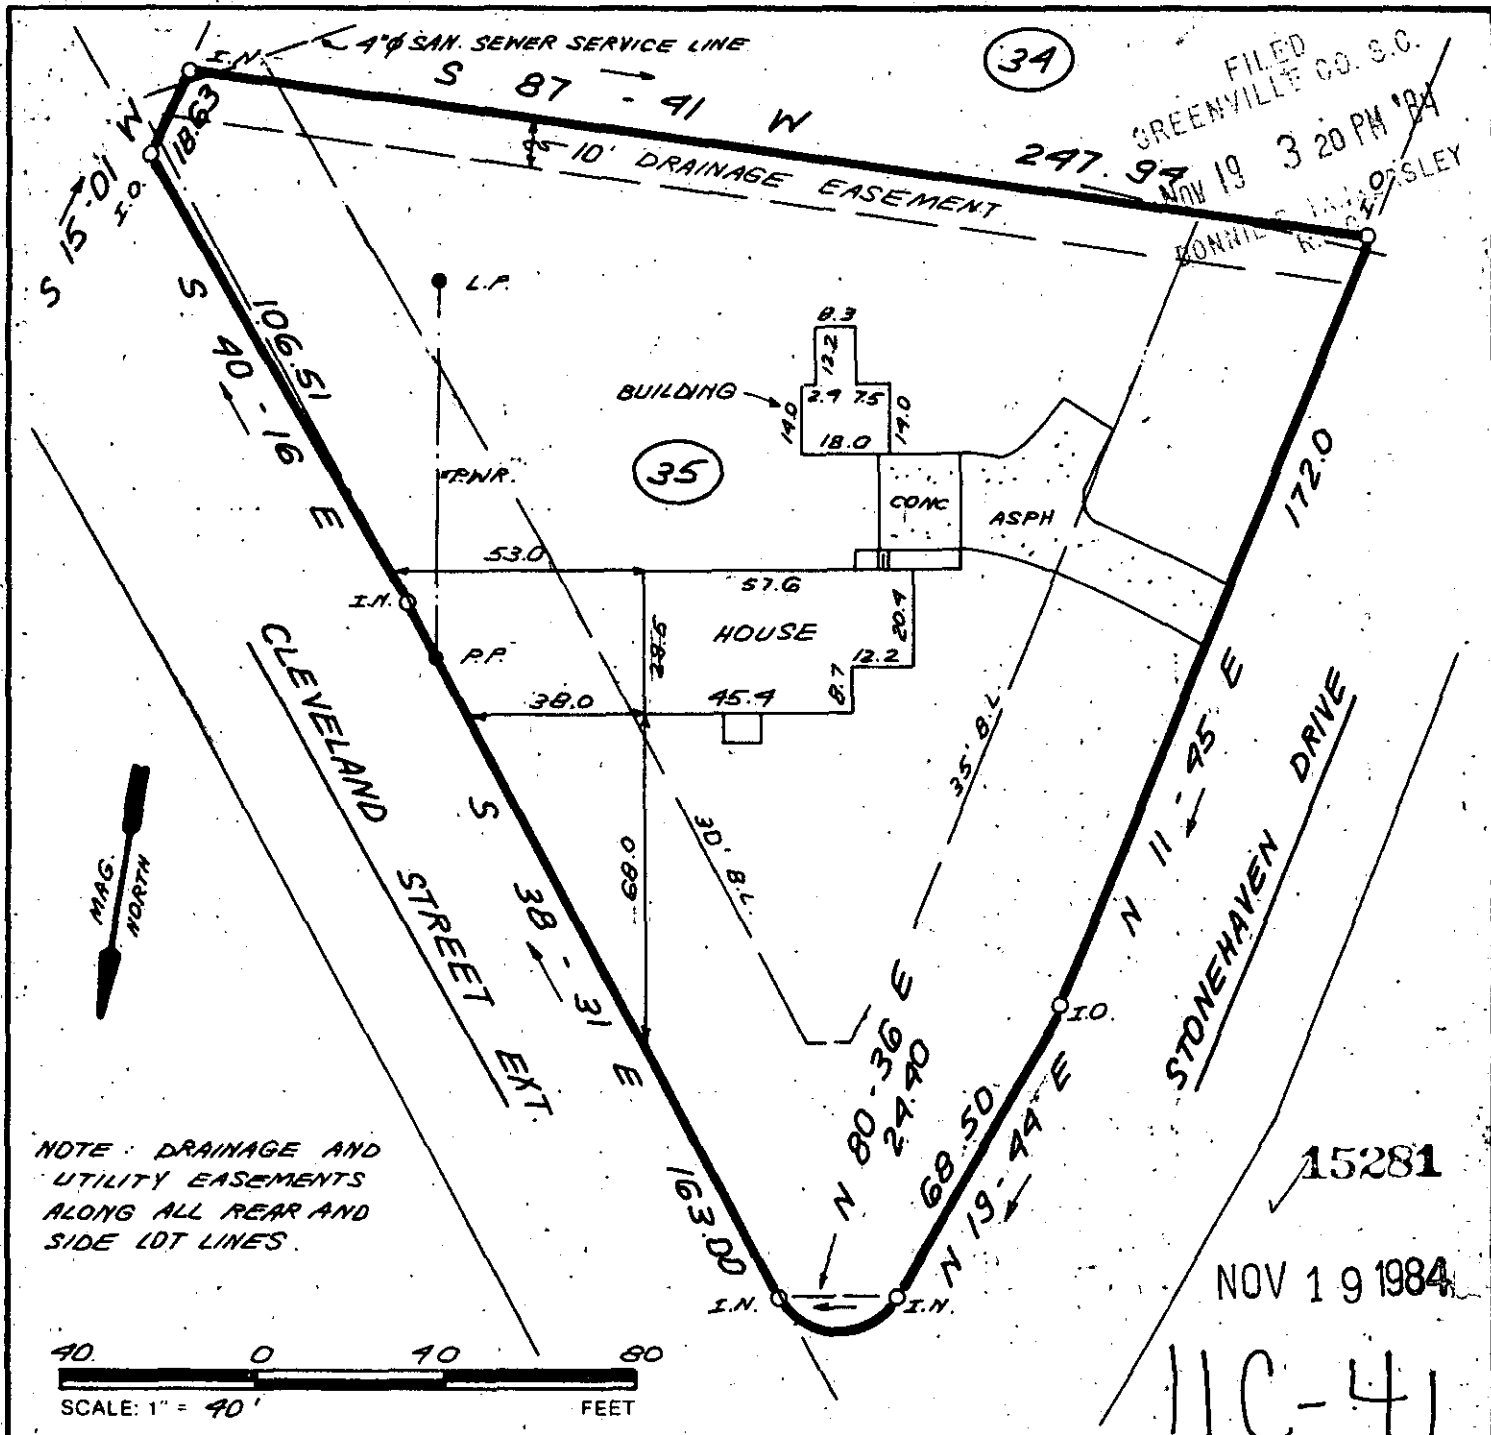 I.N.
4"φ SAN. SEWER SERVICE LINE
34
FILED
GREENVILLE CO. S.C.
NOV 19 3 20 PM '84
S 87 - 41 W
247.94
I.O.
S 15-01 W
18.63
I.O.
5
10' DRAINAGE EASEMENT
L.P.
S 40 - 16 E
106.51
8.3
12.2
BUILDING
2.4 7.5
14.0
14.0
18.0
35
PWR.
CONC
ASPH
172.0
53.0
57.6
I.N.
HOUSE
28.5
20.4
12.2
8.7
P.P.
38.0
45.4
CLEVELAND STREET EXT.
35' B.L.
N 11 - 45 E
STONEHAVEN DRIVE
MAG. NORTH
S 38 - 31 E
68.0
30' B.L.
I.O.
N 80-36 E
24.40
68.50
N 19-44 E
163.00
NOTE: DRAINAGE AND
UTILITY EASEMENTS
ALONG ALL REAR AND
SIDE LOT LINES.
15281
I.N.
I.N.
NOV 19 1984
40 0 40 80
SCALE: 1" = 40' FEET
11C-41